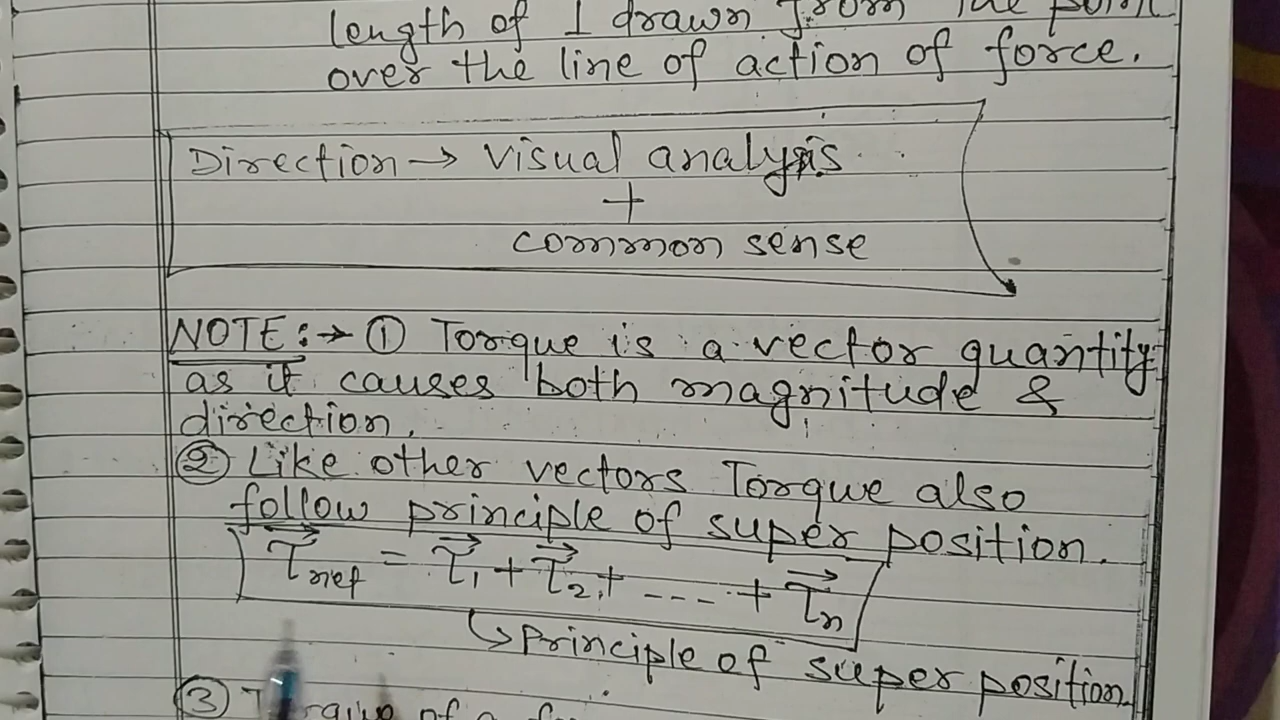 length of ⊥ drawn from the point
over the line of action of force.
Direction → visual analysis
+
common sense
NOTE:→ ① Torque is a vector quantity
as it causes both magnitude &
direction.
② Like other vectors Torque also
follow principle of super position.
τ⃗net = τ⃗1 + τ⃗2 + --- + τ⃗n
↳ Principle of super position.
③ of a